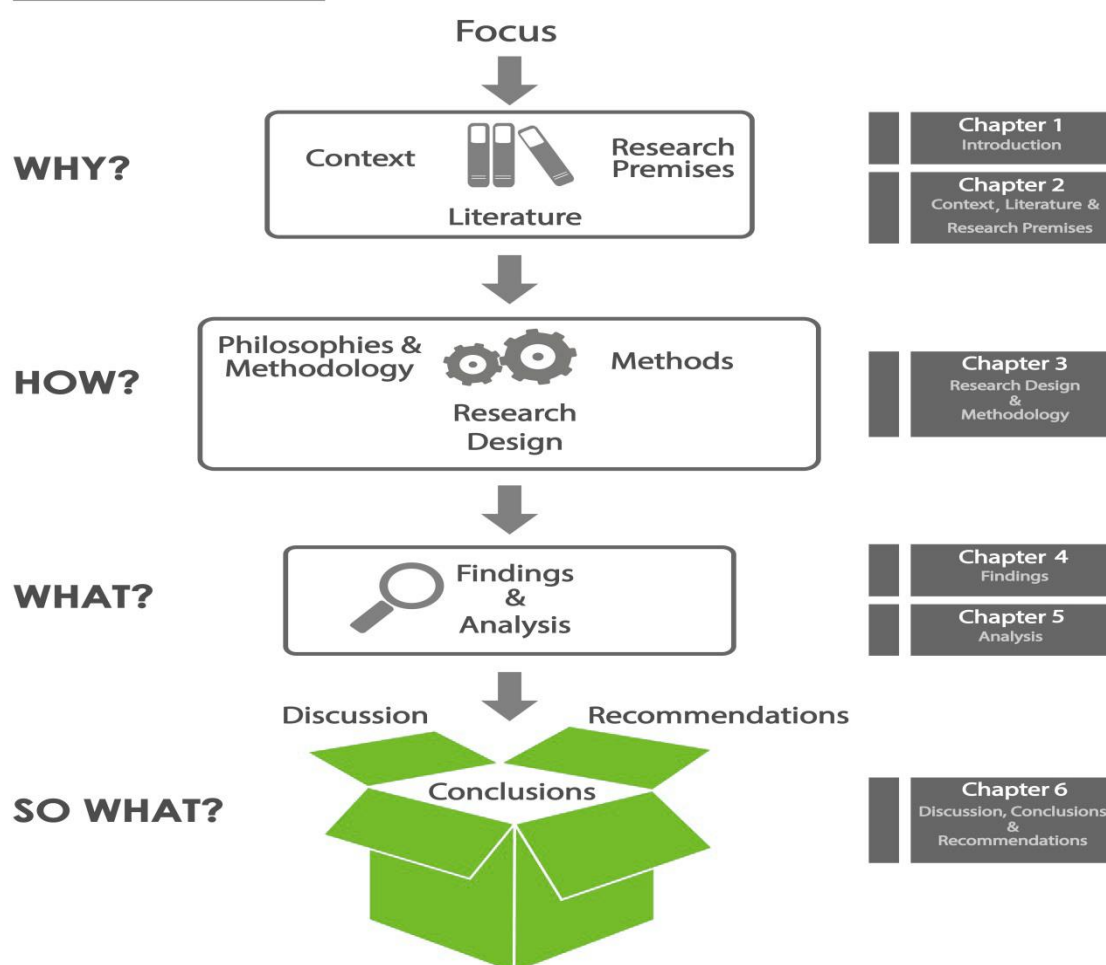 Focus
WHY?
Context
Research
Premises
Literature
Chapter 1
Introduction
Chapter 2
Context, Literature &
Research Premises
HOW?
Philosophies &
Methodology
Methods
Research
Design
Chapter 3
Research Design
&
Methodology
WHAT?
Findings
&
Analysis
Chapter 4
Findings
Chapter 5
Analysis
SO WHAT?
Discussion
Recommendations
Conclusions
Chapter 6
Discussion, Conclusions
&
Recommendations